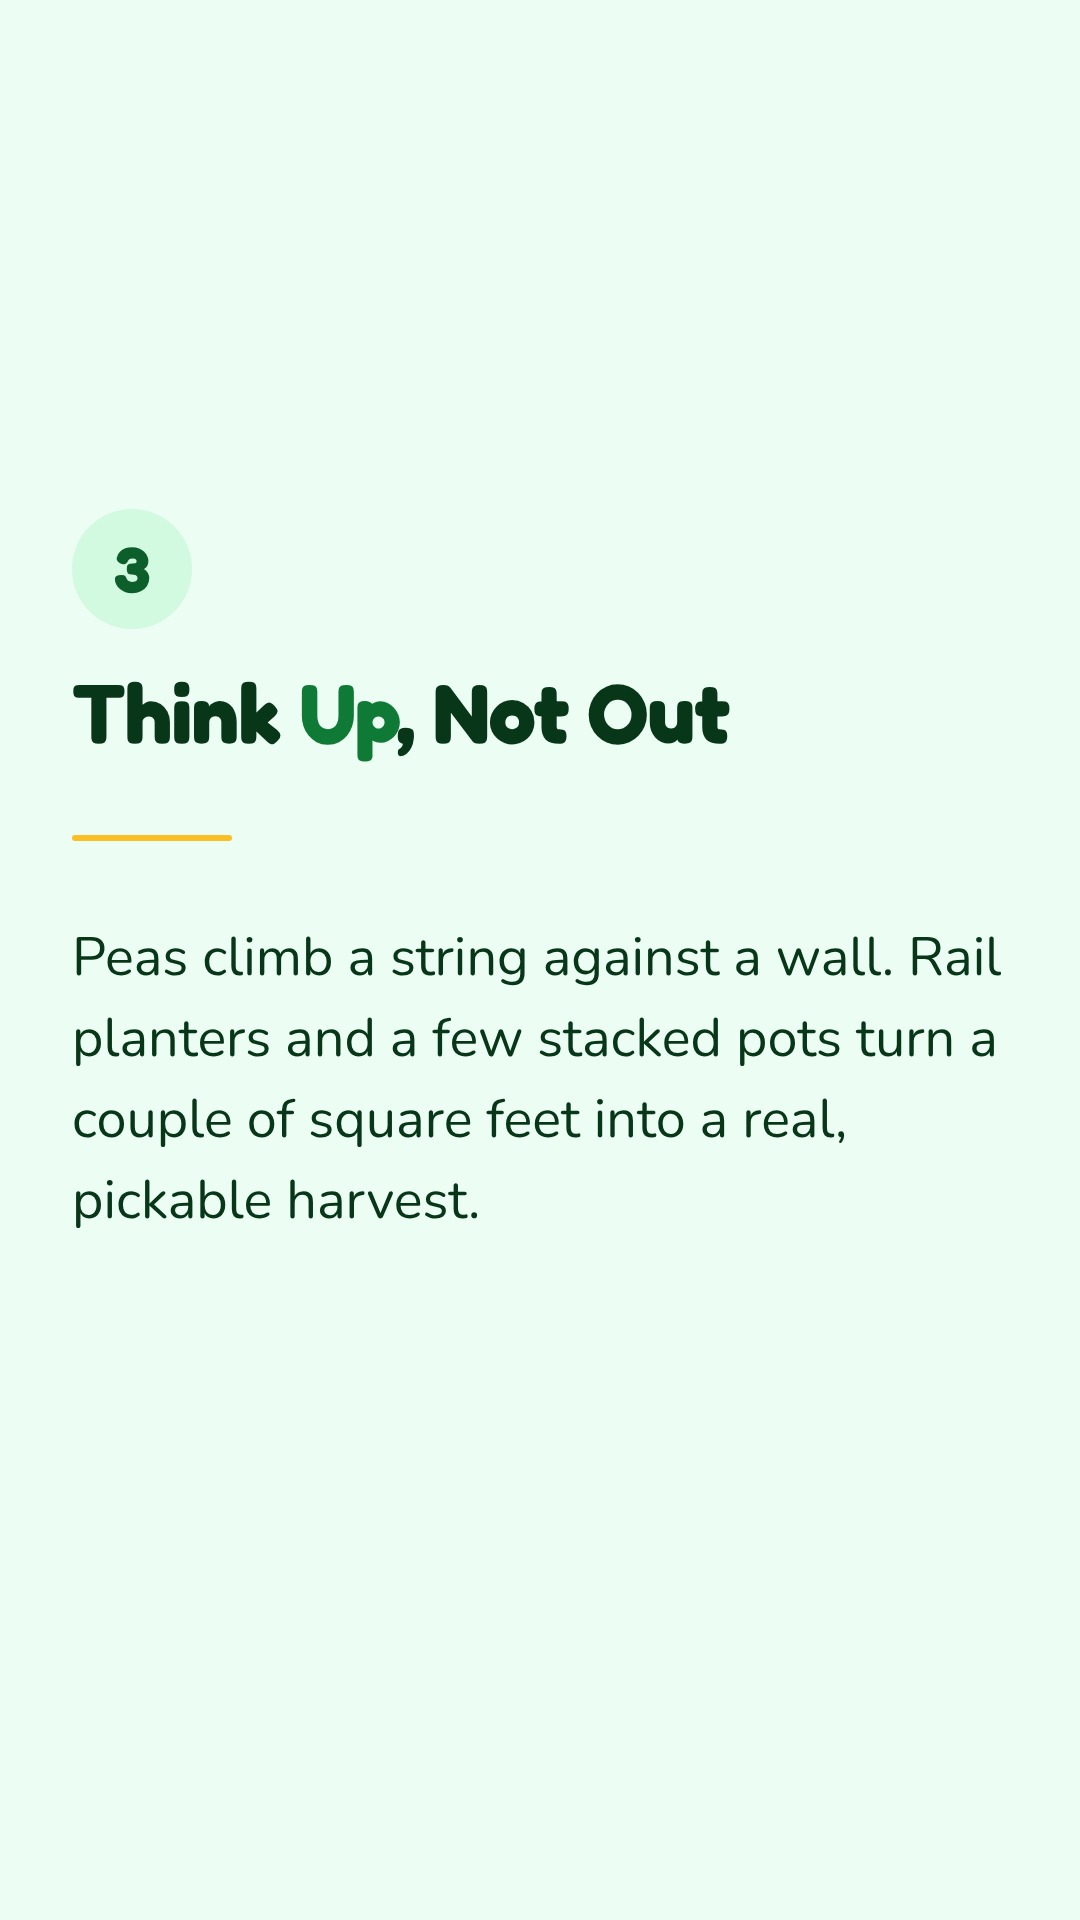 3
Think Up, Not Out
Peas climb a string against a wall. Rail
planters and a few stacked pots turn a
couple of square feet into a real,
pickable harvest.